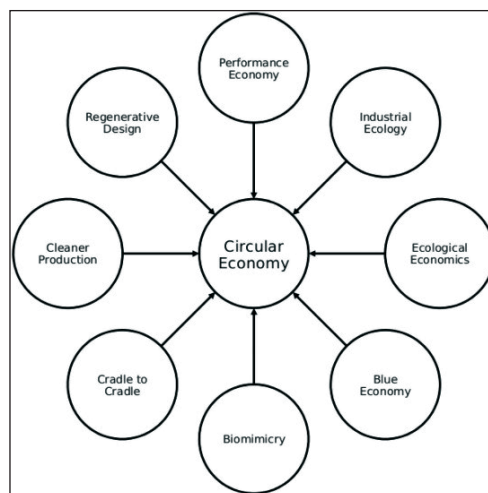 Performance
Economy
Regenerative
Design
Industrial
Ecology
Cleaner
Production
Circular
Economy
Ecological
Economics
Cradle to
Cradle
Blue
Economy
Biomimicry